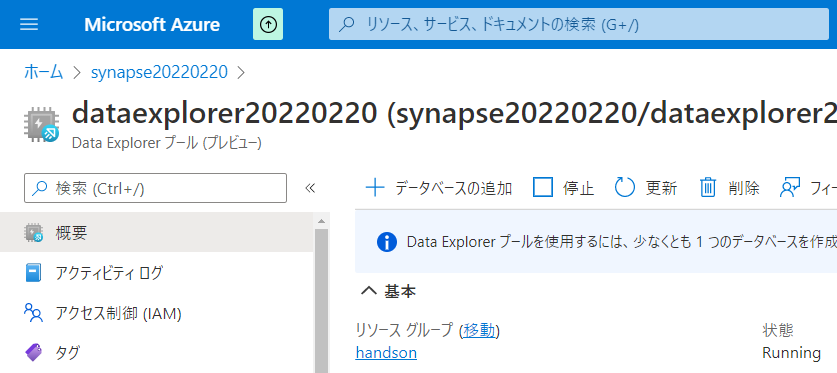 Microsoft Azure
リソース、サービス、ドキュメントの検索 (G+/)
ホーム > synapse20220220 >
dataexplorer20220220 (synapse20220220/dataexplorer2
Data Explorer プール (プレビュー)
検索 (Ctrl+/) «
データベースの追加 停止 更新 削除 フィー
概要
Data Explorer プールを使用するには、少なくとも 1 つのデータベースを作成
アクティビティ ログ
基本
アクセス制御 (IAM)
リソース グループ (移動) 状態
タグ
handson Running